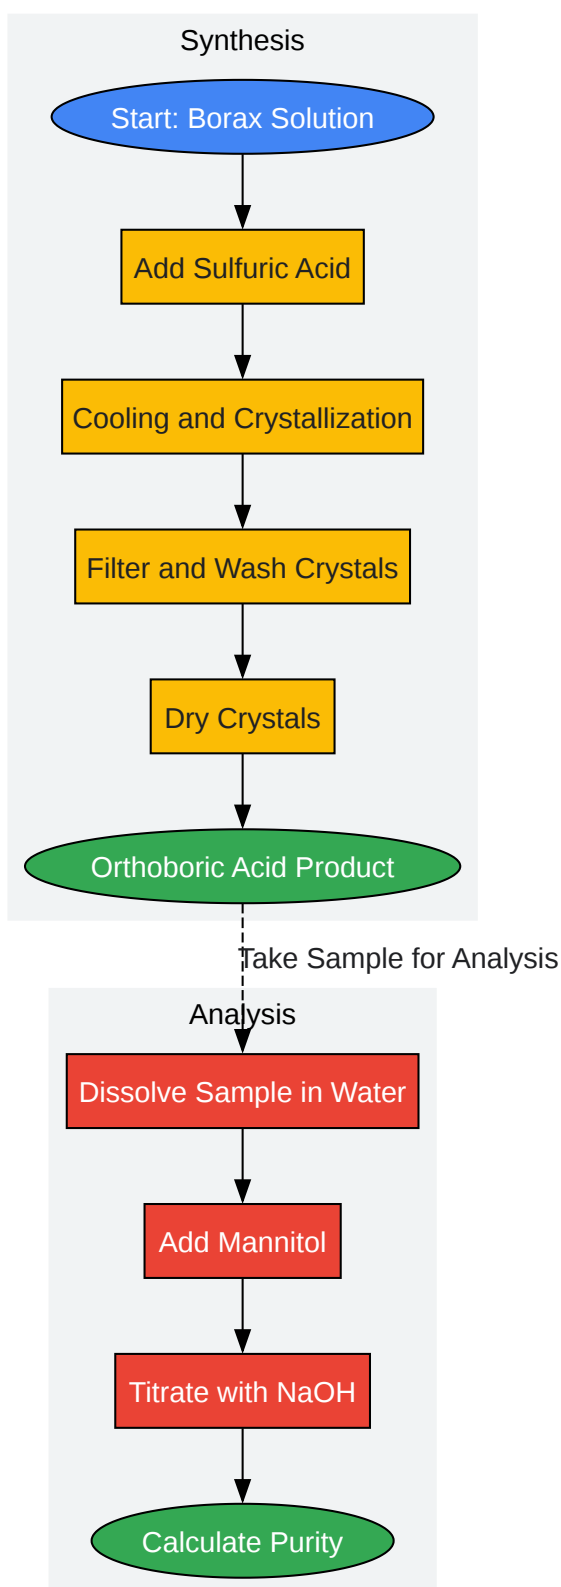 Synthesis
Start: Borax Solution
Add Sulfuric Acid
Cooling and Crystallization
Filter and Wash Crystals
Dry Crystals
Orthoboric Acid Product
Take Sample for Analysis
Analysis
Dissolve Sample in Water
Add Mannitol
Titrate with NaOH
Calculate Purity